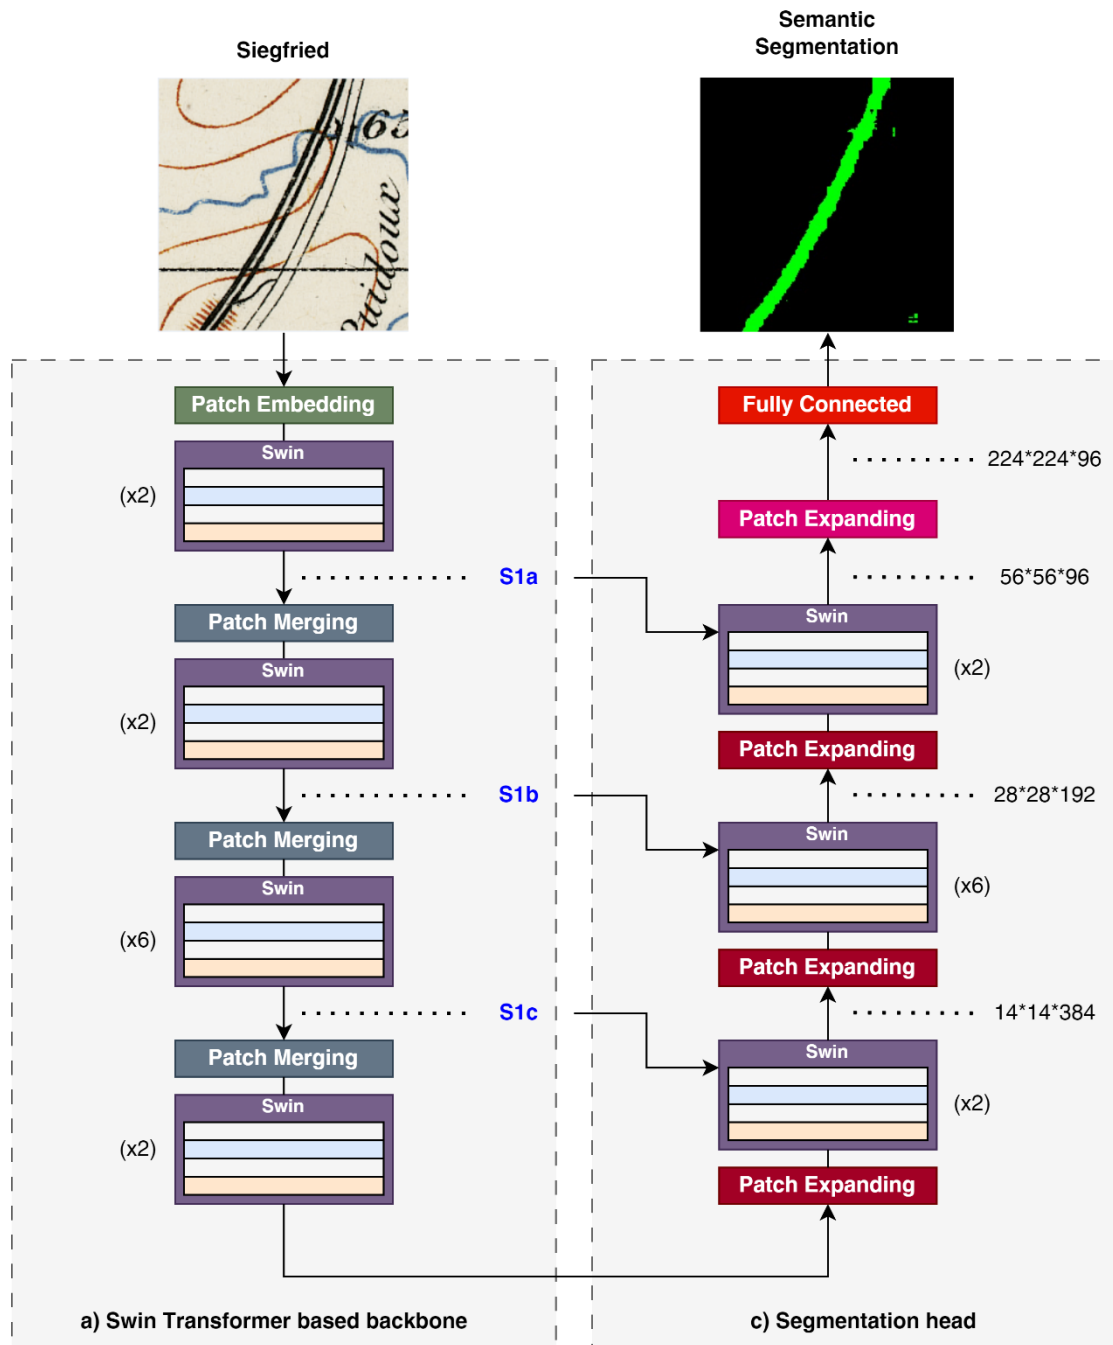 Siegfried
Semantic
Segmentation
65
Puidoux
Patch Embedding
Swin
(x2)
S1a
Patch Merging
Swin
(x2)
S1b
Patch Merging
Swin
(x6)
S1c
Patch Merging
Swin
(x2)
a) Swin Transformer based backbone
Fully Connected
224*224*96
Patch Expanding
56*56*96
Swin
(x2)
Patch Expanding
28*28*192
Swin
(x6)
Patch Expanding
14*14*384
Swin
(x2)
Patch Expanding
c) Segmentation head